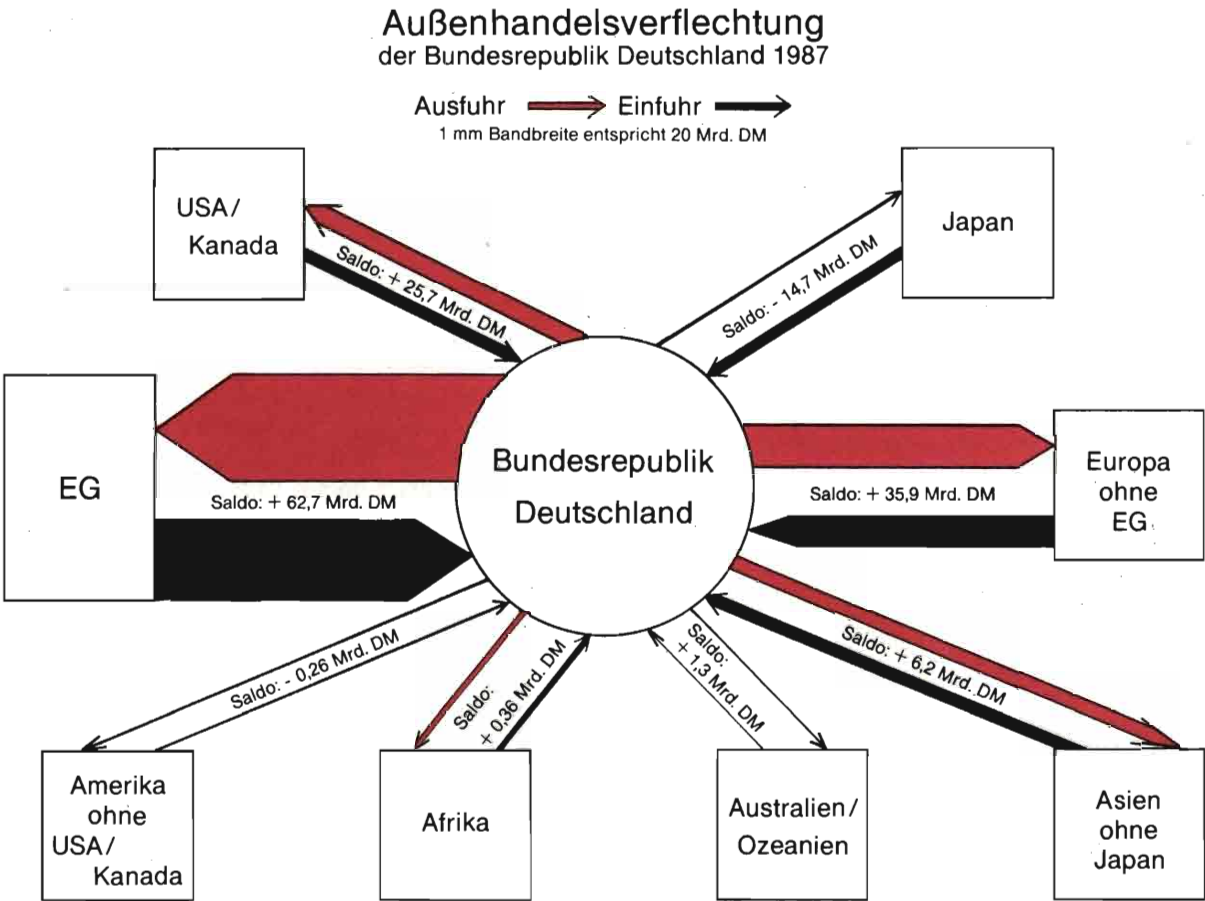 Außenhandelsverflechtung
der Bundesrepublik Deutschland 1987
Ausfuhr Einfuhr
1 mm Bandbreite entspricht 20 Mrd. DM
USA/
Kanada
Saldo: + 25,7 Mrd. DM
Japan
Saldo: - 14,7 Mrd. DM
EG
Saldo: + 62,7 Mrd. DM
Bundesrepublik
Deutschland
Europa
ohne
EG
Saldo: + 35,9 Mrd. DM
Saldo: - 0,26 Mrd. DM
Saldo:
+ 0,36 Mrd. DM
Saldo:
+ 1,3 Mrd. DM
Saldo: + 6,2 Mrd. DM
Amerika
ohne
USA/
Kanada
Afrika
Australien/
Ozeanien
Asien
ohne
Japan